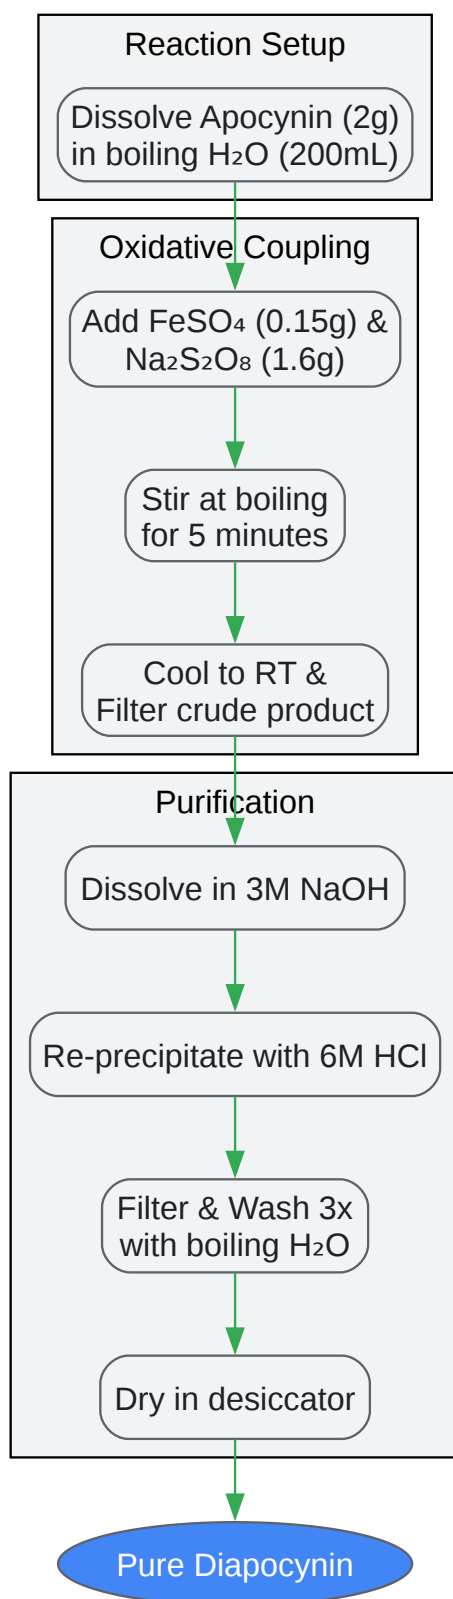 Reaction Setup
Dissolve Apocynin (2g)
in boiling H₂O (200mL)
Oxidative Coupling
Add FeSO₄ (0.15g) &
Na₂S₂O₈ (1.6g)
Stir at boiling
for 5 minutes
Cool to RT &
Filter crude product
Purification
Dissolve in 3M NaOH
Re-precipitate with 6M HCl
Filter & Wash 3x
with boiling H₂O
Dry in desiccator
Pure Diapocynin